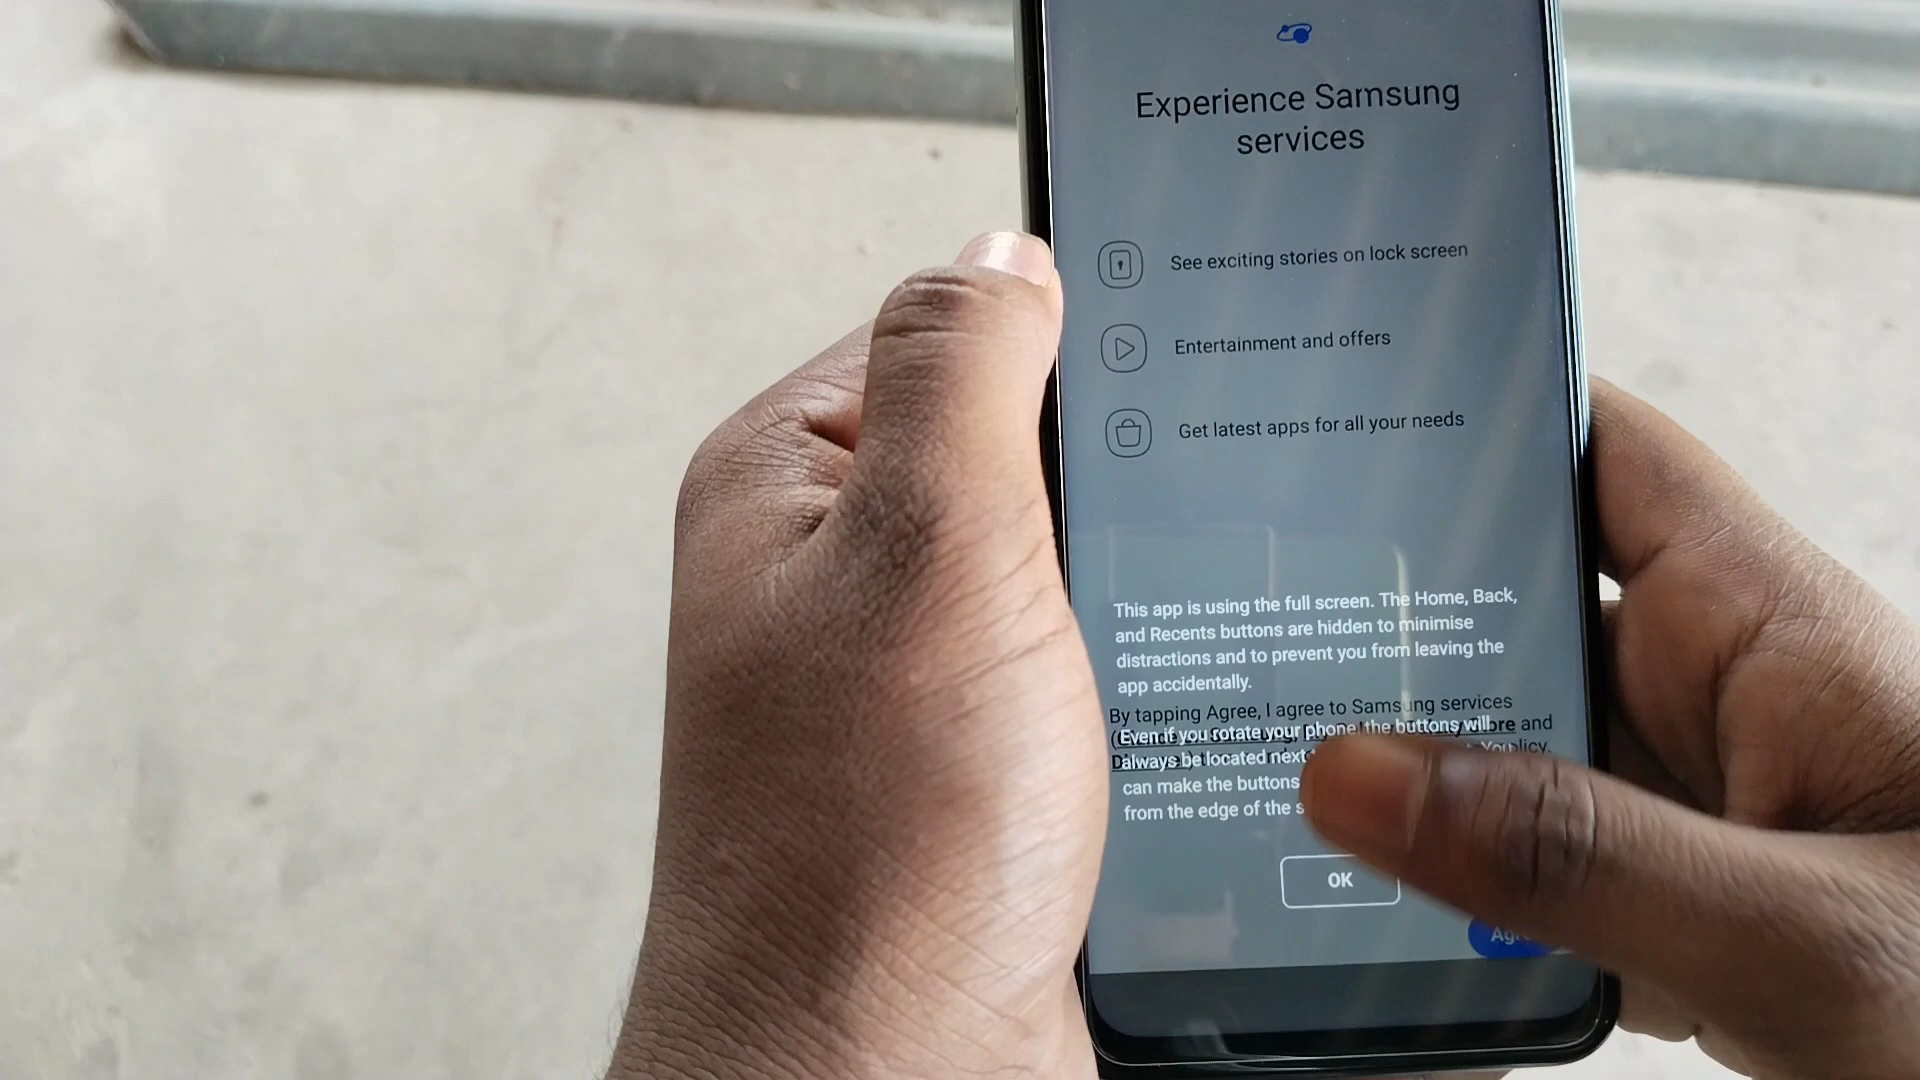 Experience Samsung
services
See exciting stories on lock screen
Entertainment and offers
Get latest apps for all your needs
This app is using the full screen. The Home, Back,
and Recents buttons are hidden to minimise
distractions and to prevent you from leaving the
app accidentally.
By tapping Agree, I agree to Samsung services
Even if you rotate your phone the buttons will
and
always be located next
You
can make the buttons
from the edge of the
OK